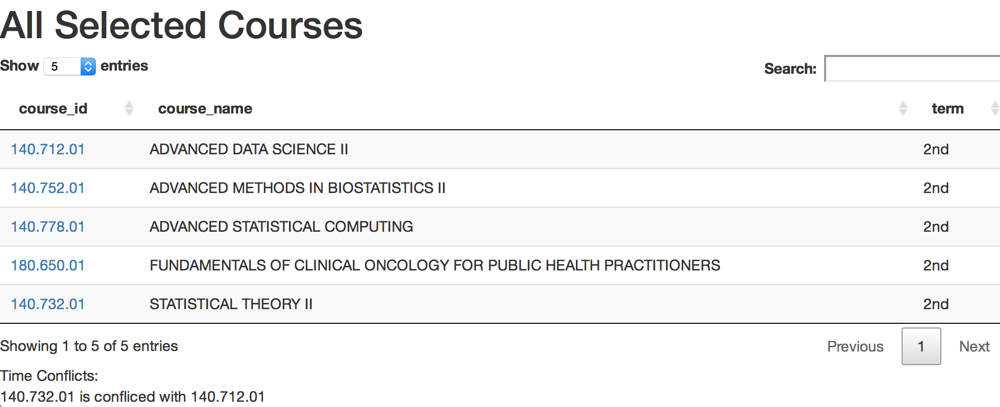 All Selected Courses
Show 5 entries Search:
course_id course_name term
140.712.01 ADVANCED DATA SCIENCE II 2nd
140.752.01 ADVANCED METHODS IN BIOSTATISTICS II 2nd
140.778.01 ADVANCED STATISTICAL COMPUTING 2nd
180.650.01 FUNDAMENTALS OF CLINICAL ONCOLOGY FOR PUBLIC HEALTH PRACTITIONERS 2nd
140.732.01 STATISTICAL THEORY II 2nd
Showing 1 to 5 of 5 entries Previous 1 Next
Time Conflicts:
140.732.01 is confliced with 140.712.01